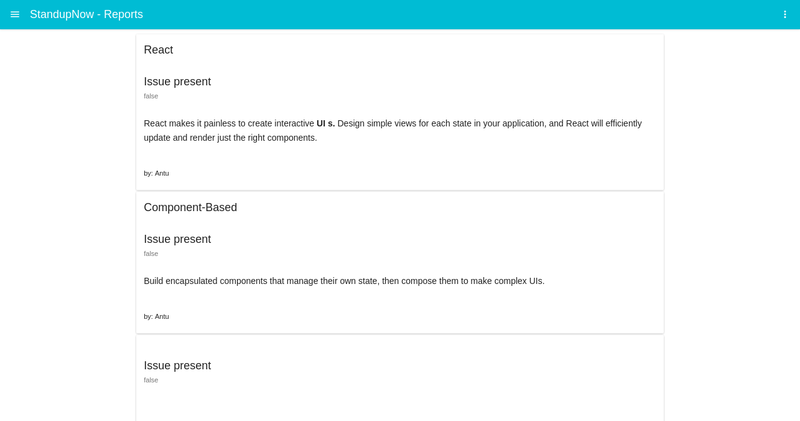 StandupNow - Reports
React
Issue present
false
React makes it painless to create interactive UI s. Design simple views for each state in your application, and React will efficiently
update and render just the right components.
by: Antu
Component-Based
Issue present
false
Build encapsulated components that manage their own state, then compose them to make complex UIs.
by: Antu
Issue present
false